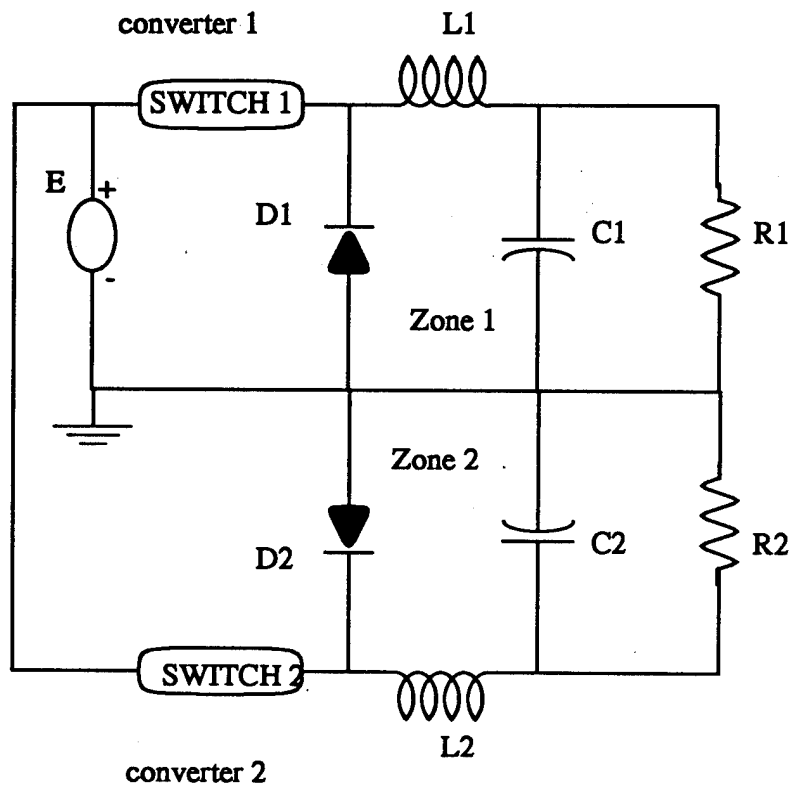 converter 1
L1
SWITCH 1
E
+
-
D1
C1
R1
Zone 1
Zone 2
D2
C2
R2
SWITCH 2
L2
converter 2